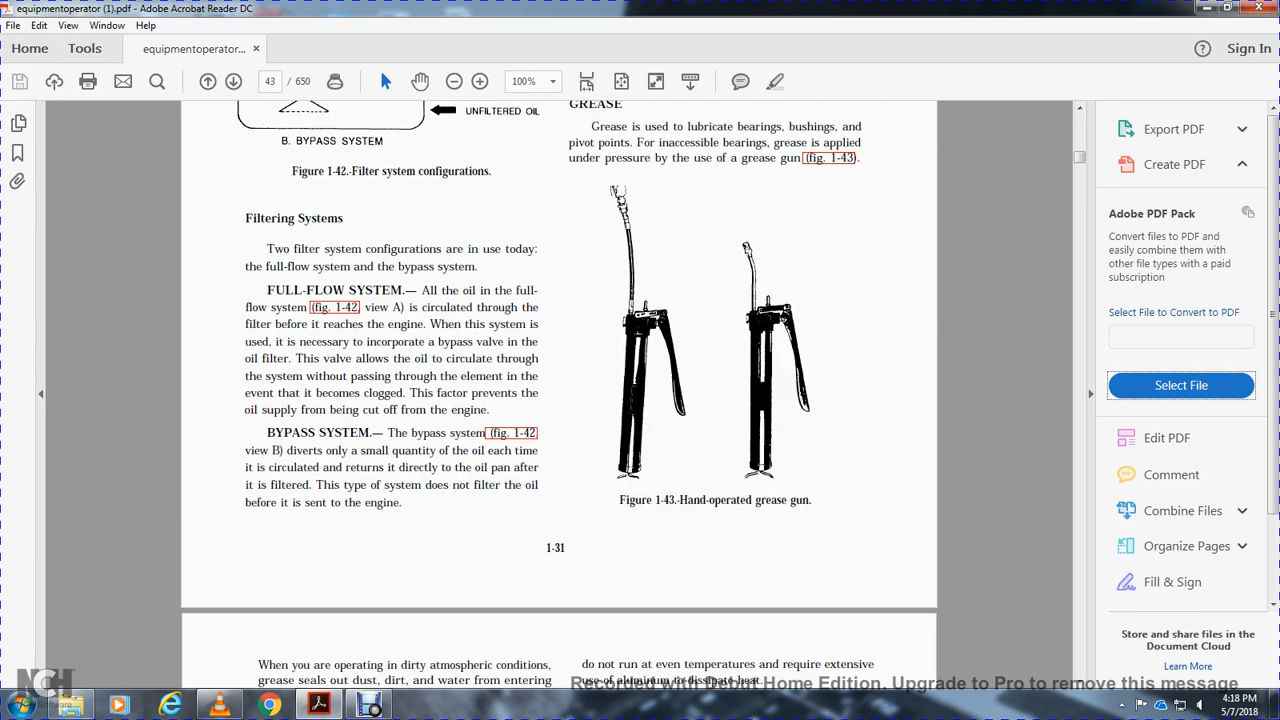 equipmentoperator (1).pdf - Adobe Acrobat Reader DC
File Edit View Window Help
Home Tools equipmentoperator... Sign In
43 / 650 100%
UNFILTERED OIL
B. BYPASS SYSTEM
Figure 1-42.-Filter system configurations.
Filtering Systems
Two filter system configurations are in use today:
the full-flow system and the bypass system.
FULL-FLOW SYSTEM.— All the oil in the full-
flow system (fig. 1-42, view A) is circulated through the
filter before it reaches the engine. When this system is
used, it is necessary to incorporate a bypass valve in the
oil filter. This valve allows the oil to circulate through
the system without passing through the element in the
event that it becomes clogged. This factor prevents the
oil supply from being cut off from the engine.
BYPASS SYSTEM.— The bypass system (fig. 1-42
view B) diverts only a small quantity of the oil each time
it is circulated and returns it directly to the oil pan after
it is filtered. This type of system does not filter the oil
before it is sent to the engine.
GREASE
Grease is used to lubricate bearings, bushings, and
pivot points. For inaccessible bearings, grease is applied
under pressure by the use of a grease gun (fig. 1-43).
Figure 1-43.-Hand-operated grease gun.
1-31
When you are operating in dirty atmospheric conditions,
grease seals out dust, dirt, and water from entering
do not run at even temperatures and require extensive
use of aluminum to dissipate heat.
Export PDF
Create PDF
Adobe PDF Pack
Convert files to PDF and
easily combine them with
other file types with a paid
subscription
Select File to Convert to PDF
Select File
Edit PDF
Comment
Combine Files
Organize Pages
Fill & Sign
Store and share files in the
Document Cloud
Learn More
NCH
Software
Recorded with Debut Home Edition. Upgrade to Pro to remove this message
4:18 PM
5/7/2018